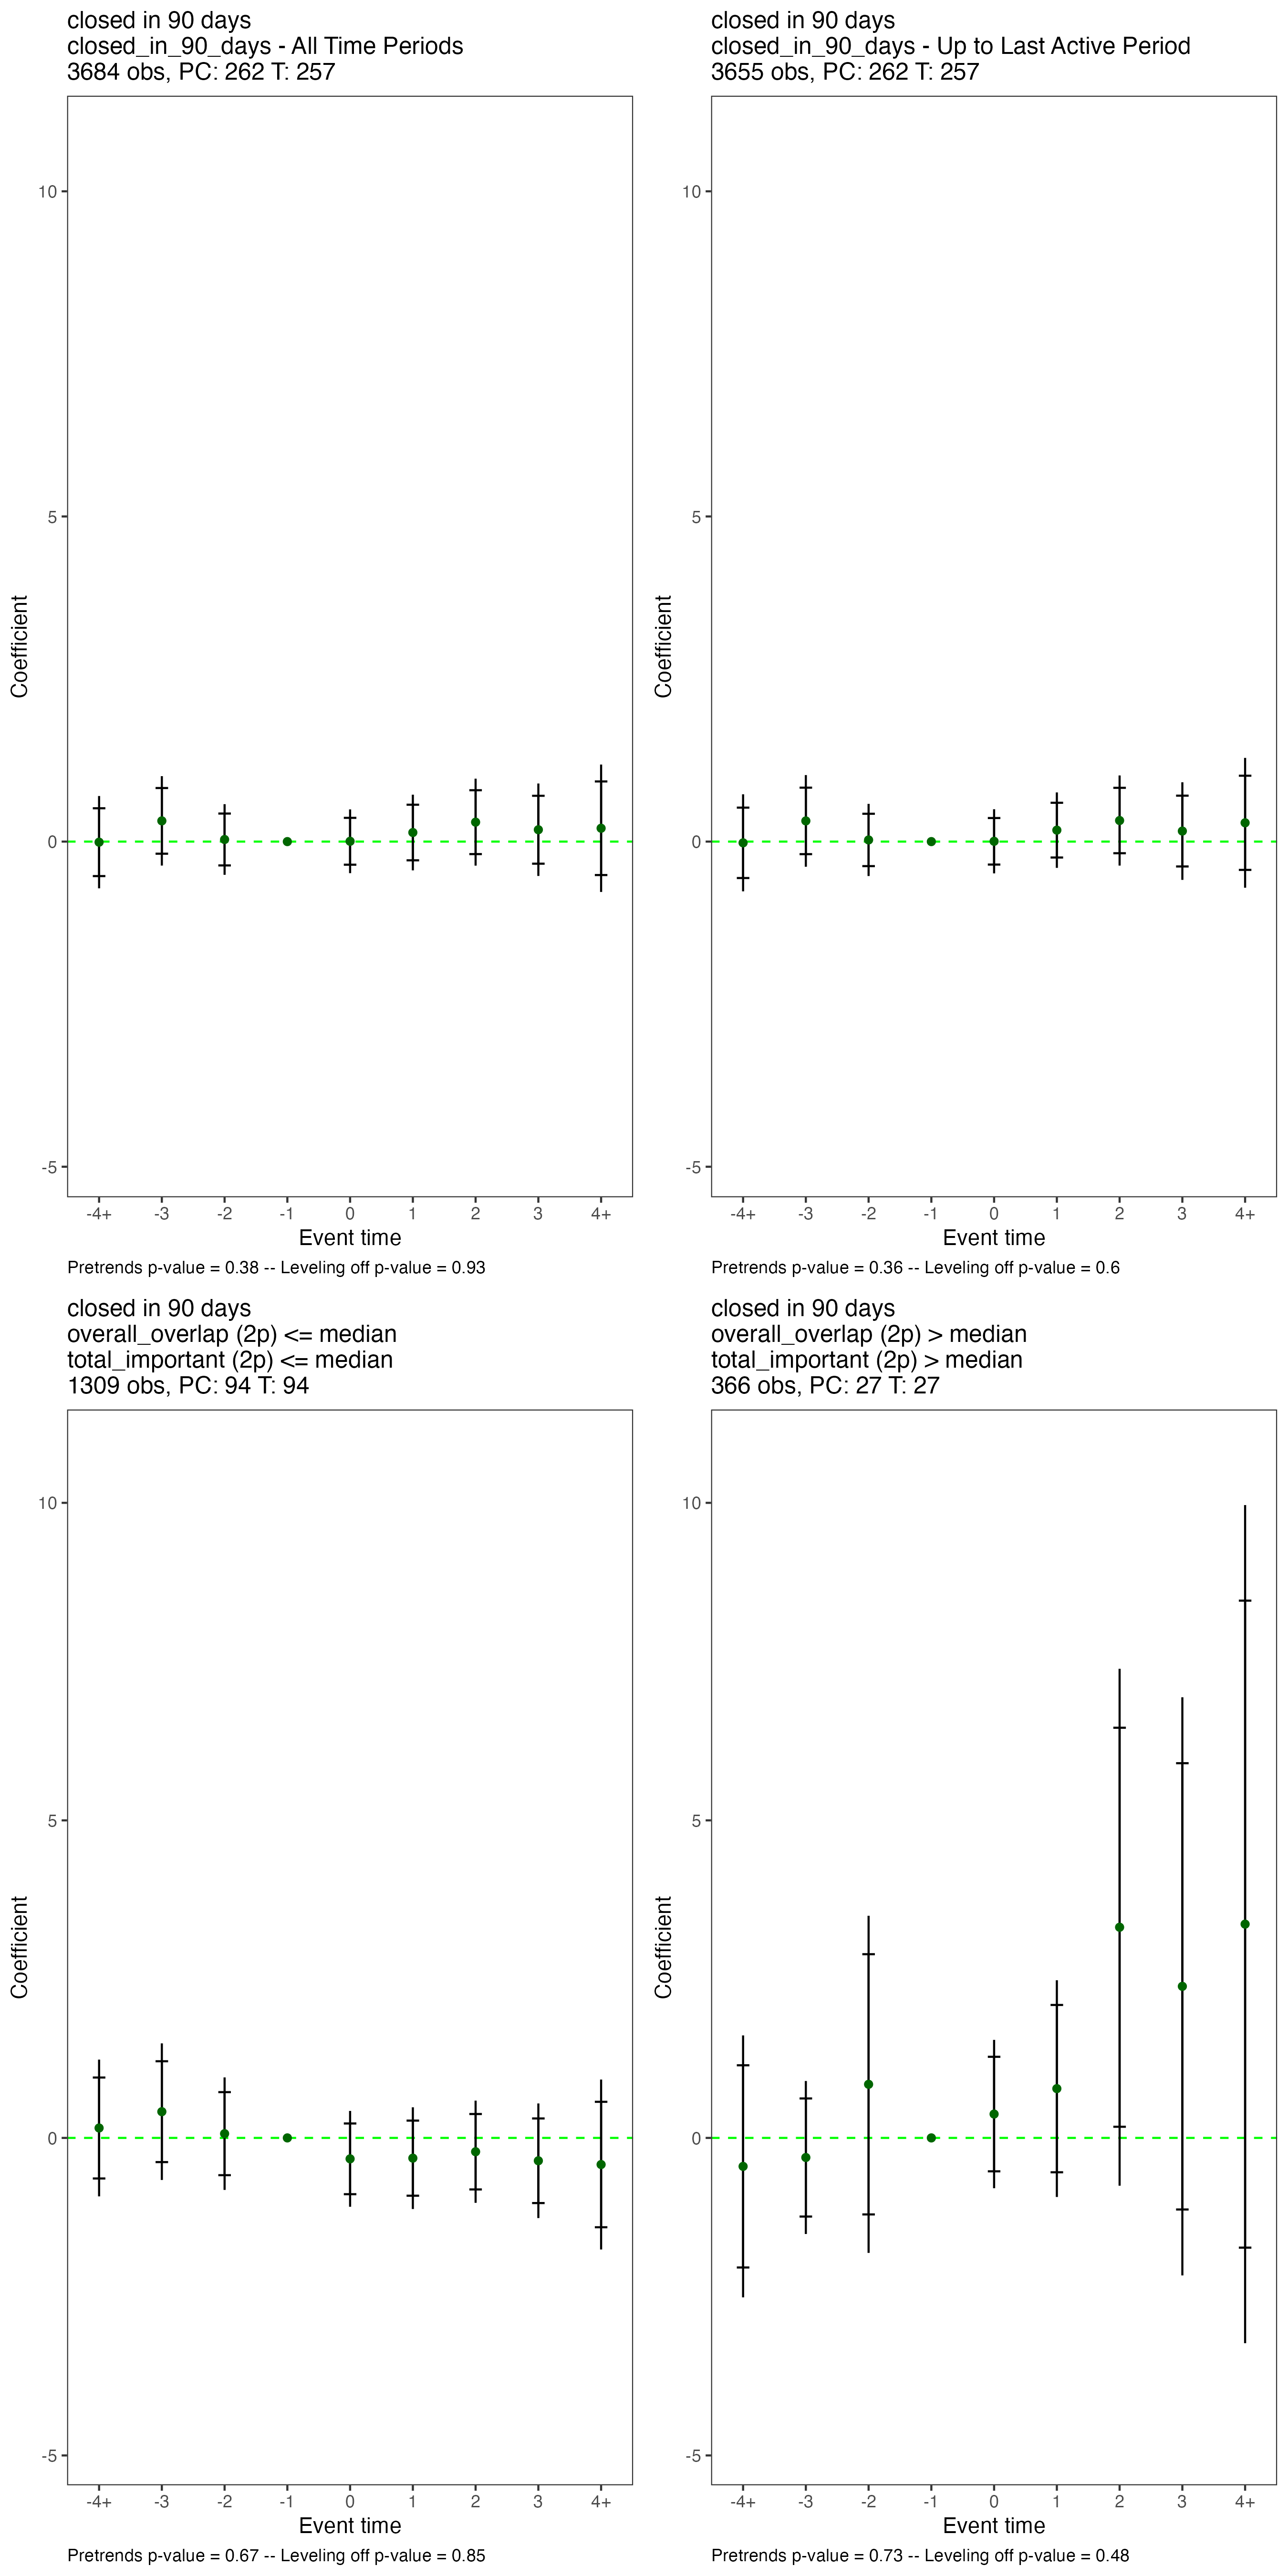 closed in 90 days
closed_in_90_days - All Time Periods
3684 obs, PC: 262 T: 257
10
5
0
-5
Coefficient
-4+ -3 -2 -1 0 1 2 3 4+
Event time
Pretrends p-value = 0.38 -- Leveling off p-value = 0.93
closed in 90 days
closed_in_90_days - Up to Last Active Period
3655 obs, PC: 262 T: 257
10
5
0
-5
Coefficient
-4+ -3 -2 -1 0 1 2 3 4+
Event time
Pretrends p-value = 0.36 -- Leveling off p-value = 0.6
closed in 90 days
overall_overlap (2p) <= median
total_important (2p) <= median
1309 obs, PC: 94 T: 94
10
5
0
-5
Coefficient
-4+ -3 -2 -1 0 1 2 3 4+
Event time
Pretrends p-value = 0.67 -- Leveling off p-value = 0.85
closed in 90 days
overall_overlap (2p) > median
total_important (2p) > median
366 obs, PC: 27 T: 27
10
5
0
-5
Coefficient
-4+ -3 -2 -1 0 1 2 3 4+
Event time
Pretrends p-value = 0.73 -- Leveling off p-value = 0.48